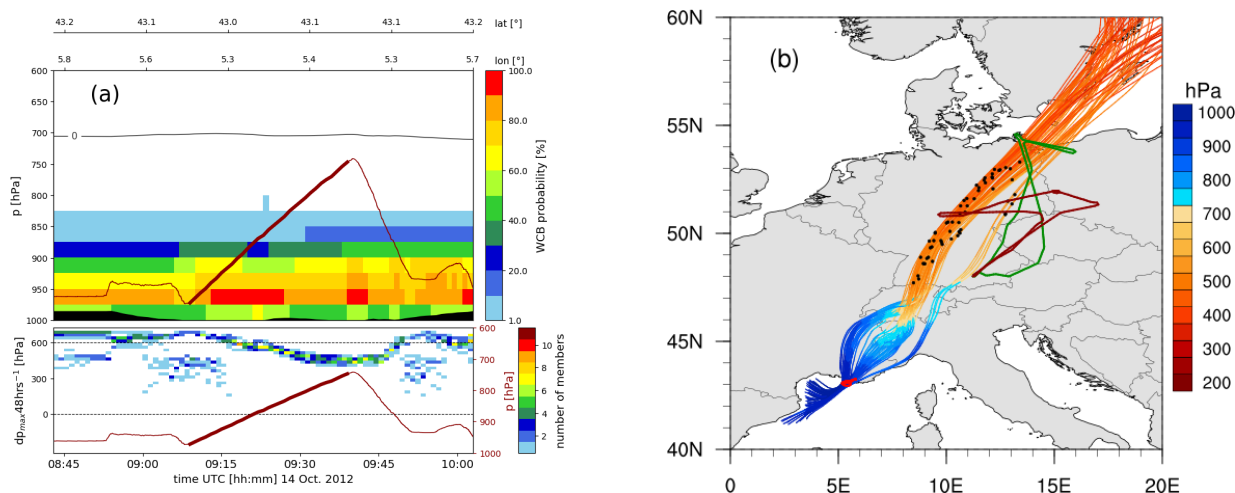 43.2 43.1 43.0 43.1 43.1 43.2 lat [°]
5.8 5.6 5.3 5.4 5.3 5.7 lon [°]
(a)
p [hPa]
600
650
700
750
800
850
900
950
1000
0
100.0
80.0
60.0
40.0
20.0
1.0
WCB probability [%]
dp_max48hrs⁻¹ [hPa]
600
300
0
600
700
800
900
1000
p [hPa]
10
8
6
4
2
number of members
08:45 09:00 09:15 09:30 09:45 10:00
time UTC [hh:mm] 14 Oct. 2012
(b)
60N
55N
50N
45N
40N
0 5E 10E 15E 20E
hPa
1000
900
800
700
600
500
400
300
200